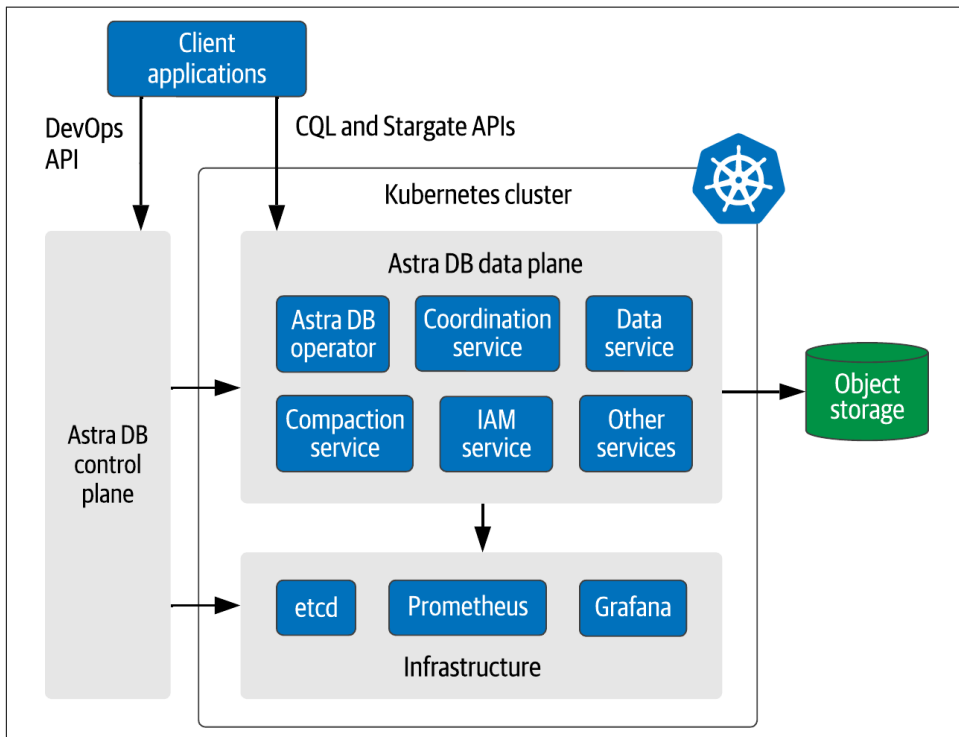 Client
applications
DevOps
API
CQL and Stargate APIs
Kubernetes cluster
Astra DB data plane
Astra DB
operator
Coordination
service
Data
service
Compaction
service
IAM
service
Other
services
Object
storage
Astra DB
control
plane
etcd
Prometheus
Grafana
Infrastructure